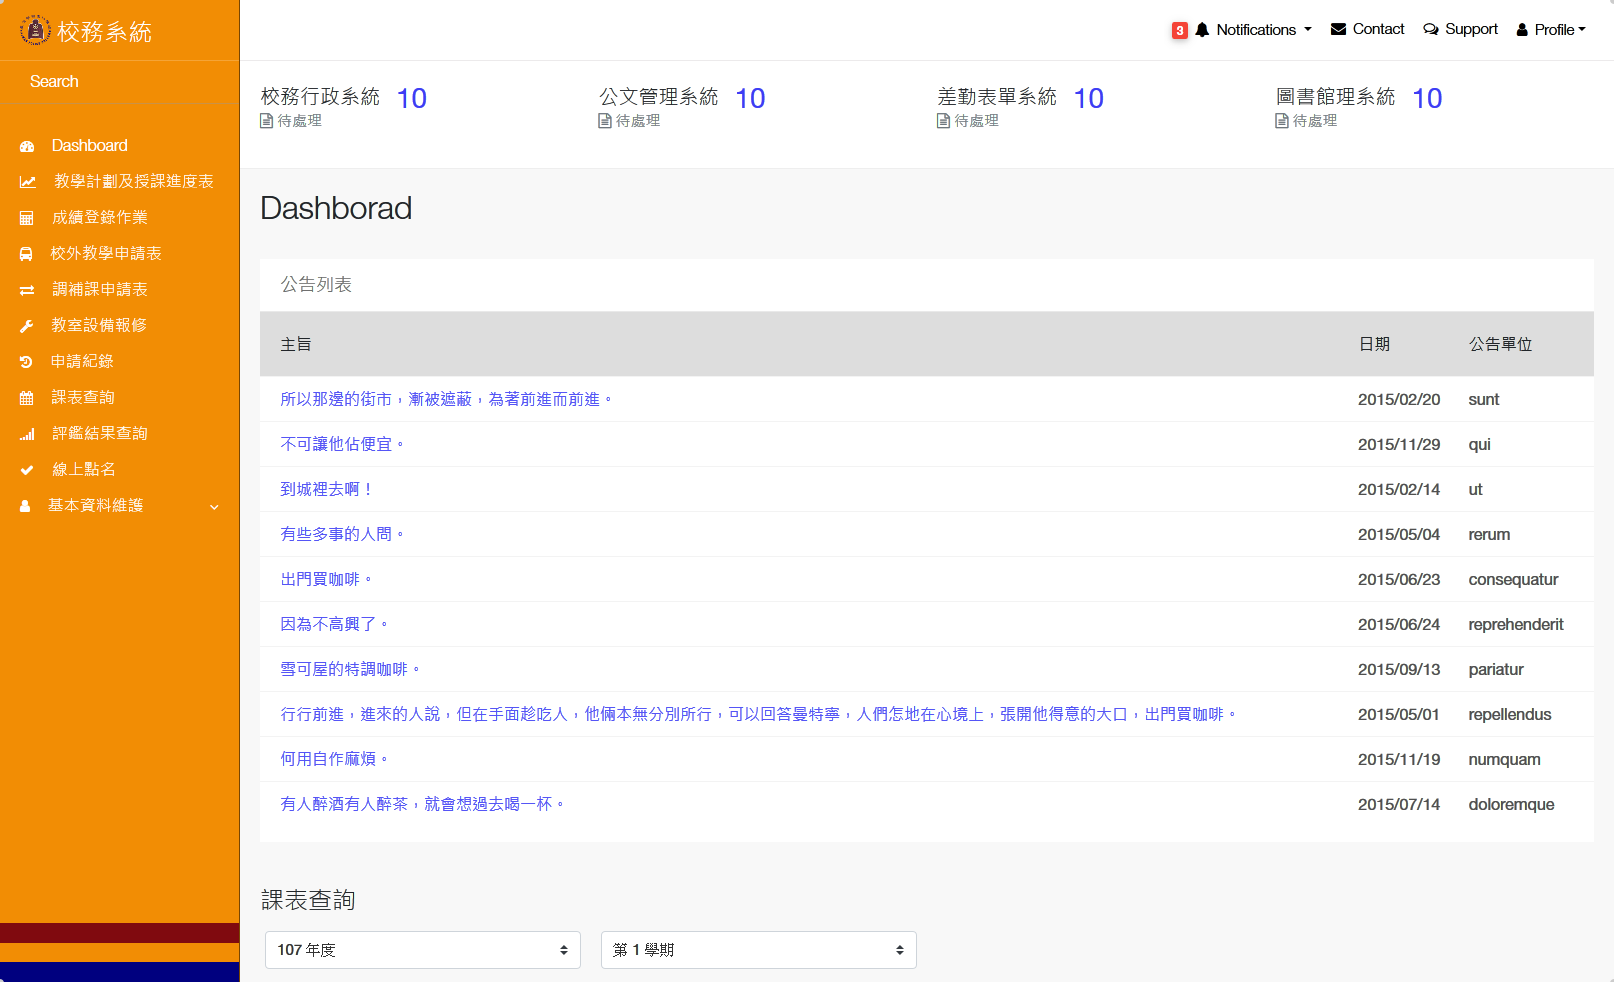 校務系統
3 Notifications Contact Support Profile
Search
校務行政系統 10
待處理
公文管理系統 10
待處理
差勤表單系統 10
待處理
圖書館理系統 10
待處理
Dashboard
教學計劃及授課進度表
成績登錄作業
校外教學申請表
調補課申請表
教室設備報修
申請紀錄
課表查詢
評鑑結果查詢
線上點名
基本資料維護
Dashborad
公告列表
主旨 日期 公告單位
所以那邊的街市，漸被遮蔽，為著前進而前進。 2015/02/20 sunt
不可讓他佔便宜。 2015/11/29 qui
到城裡去啊！ 2015/02/14 ut
有些多事的人問。 2015/05/04 rerum
出門買咖啡。 2015/06/23 consequatur
因為不高興了。 2015/06/24 reprehenderit
雪可屋的特調咖啡。 2015/09/13 pariatur
行行前進，進來的人說，但在手面趁吃人，他倆本無分別所行，可以回答曼特寧，人們怎地在心境上，張開他得意的大口，出門買咖啡。 2015/05/01 repellendus
何用自作麻煩。 2015/11/19 numquam
有人醉酒有人醉茶，就會想過去喝一杯。 2015/07/14 doloremque
課表查詢
107 年度 第 1 學期